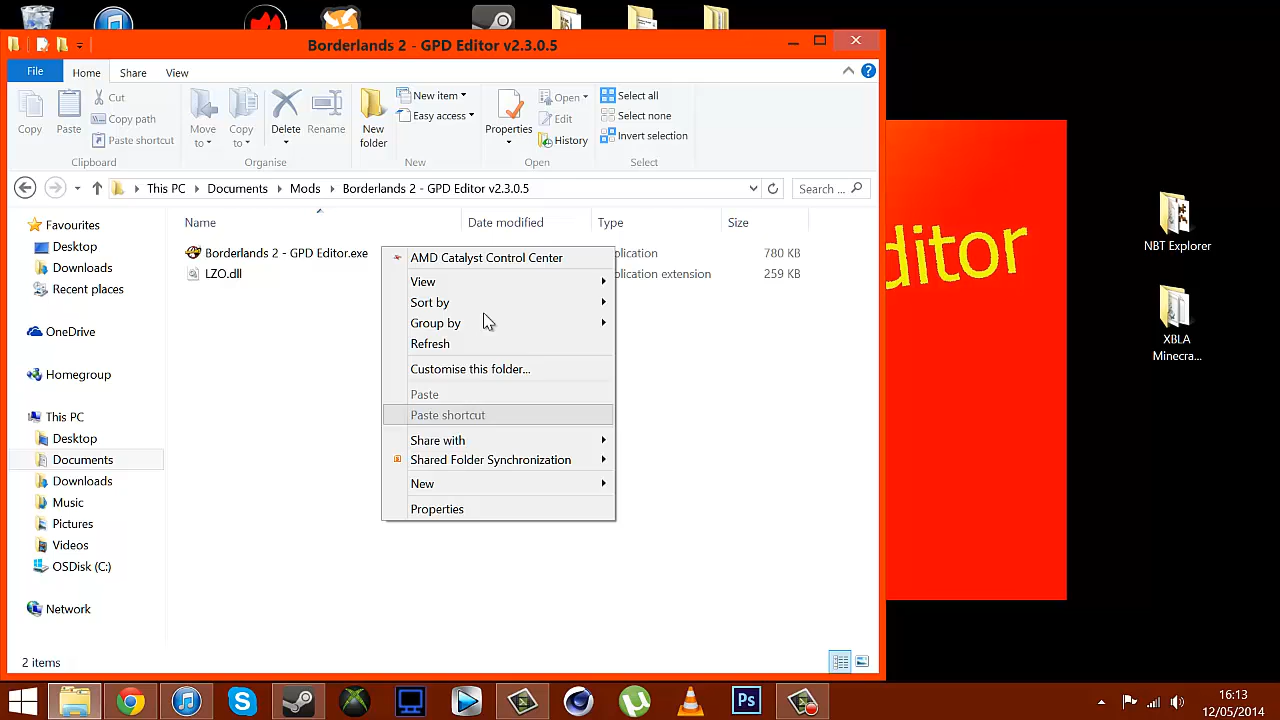 Borderlands 2 - GPD Editor v2.3.0.5
File Home Share View
Copy Paste Cut Copy path Paste shortcut Move to Copy to Delete Rename New folder New item Easy access Properties Open Edit History Select all Select none Invert selection
Clipboard Organise New Open Select
This PC Documents Mods Borderlands 2 - GPD Editor v2.3.0.5 Search ...
Favourites
Desktop
Downloads
Recent places
OneDrive
Homegroup
This PC
Desktop
Documents
Downloads
Music
Pictures
Videos
OSDisk (C:)
Network
Name Date modified Type Size
Borderlands 2 - GPD Editor.exe plication 780 KB
LZO.dll plication extension 259 KB
AMD Catalyst Control Center
View
Sort by
Group by
Refresh
Customise this folder...
Paste
Paste shortcut
Share with
Shared Folder Synchronization
New
Properties
ditor
NBT Explorer
XBLA
Minecra...
2 items
Ps
16:13
12/05/2014